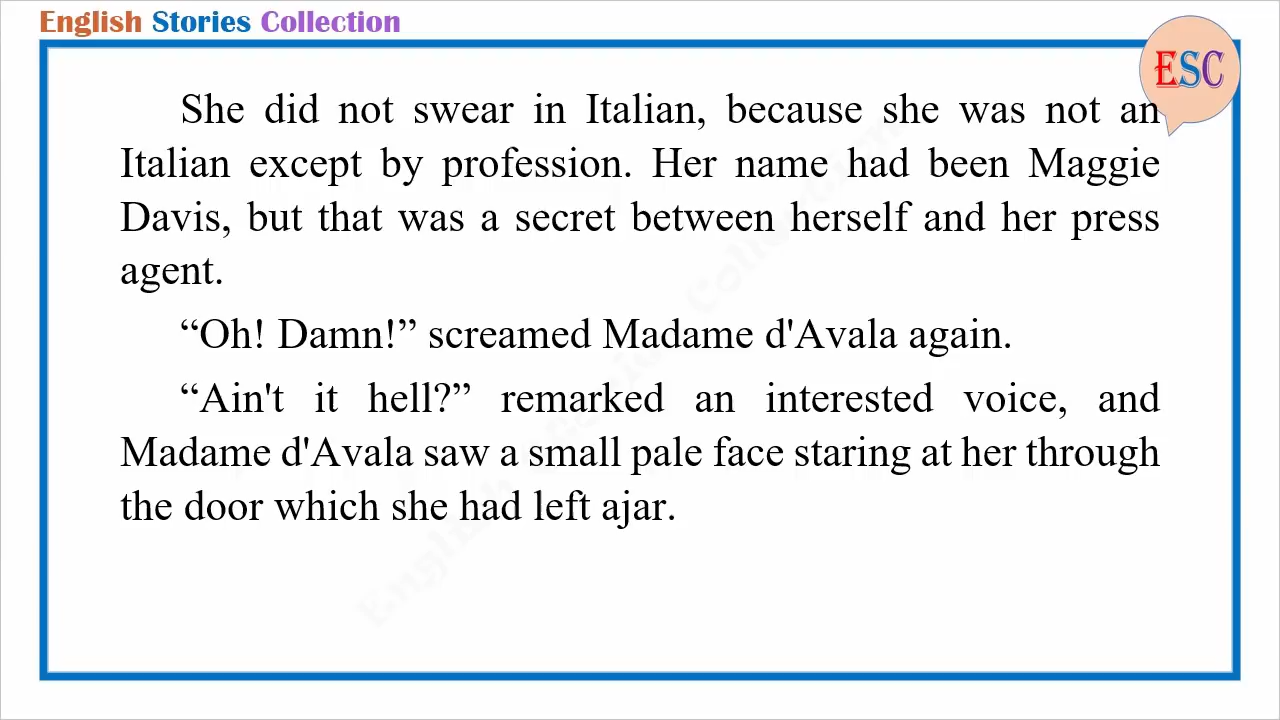 English Stories Collection
ESC
She did not swear in Italian, because she was not an
Italian except by profession. Her name had been Maggie
Davis, but that was a secret between herself and her press
agent.
“Oh! Damn!” screamed Madame d'Avala again.
“Ain't it hell?” remarked an interested voice, and
Madame d'Avala saw a small pale face staring at her through
the door which she had left ajar.